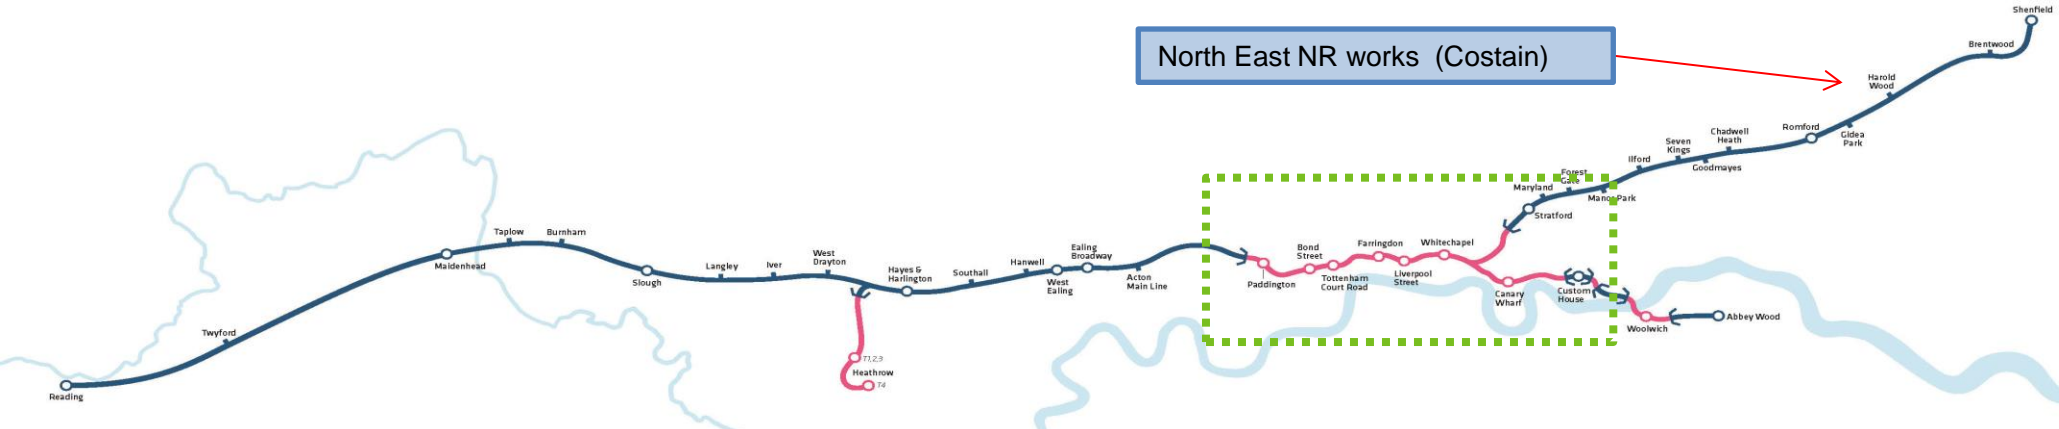 Shenfield
Brentwood
North East NR works  (Costain)
Harold
Wood
Romford
Gidea
Park
Chadwell
Heath
Seven
Kings
Goodmayes
Ilford
Forest
Gate
Manor Park
Maryland
Stratford
Whitechapel
Farringdon
Liverpool
Street
Bond
Street
Tottenham
Court Road
Paddington
Canary
Wharf
Custom
House
Woolwich
Abbey Wood
Ealing
Broadway
Acton
Main Line
West
Ealing
Hanwell
Southall
Hayes &
Harlington
West
Drayton
Iver
Langley
Slough
Burnham
Taplow
Maidenhead
Twyford
Reading
T1,2,3
Heathrow
T4